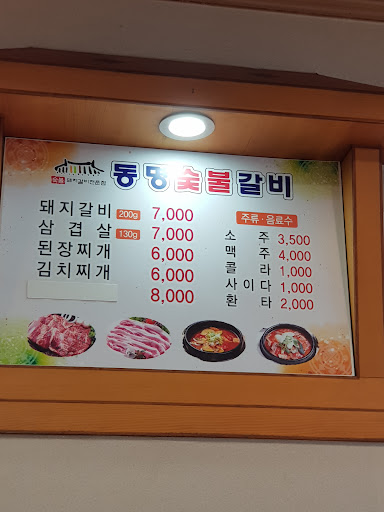 동명숯불갈비
돼지갈비 200g 7,000
삼겹살 130g 7,000
된장찌개 6,000
김치찌개 6,000
8,000
주류·음료수
소주 3,500
맥주 4,000
콜라 1,000
사이다 1,000
환타 2,000